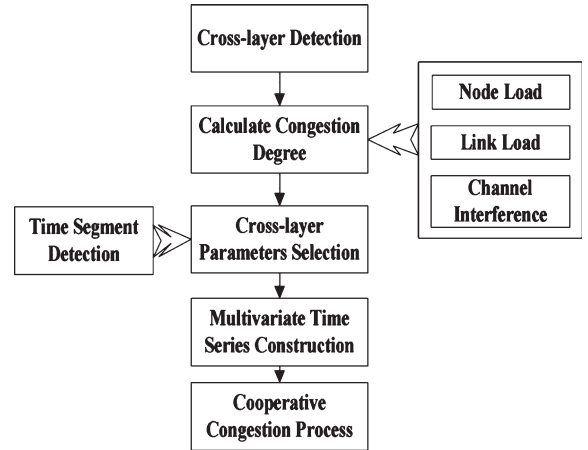 Cross-layer Detection
Calculate Congestion
Degree
Node Load
Link Load
Channel
Interference
Time Segment
Detection
Cross-layer
Parameters Selection
Multivariate Time
Series Construction
Cooperative
Congestion Process